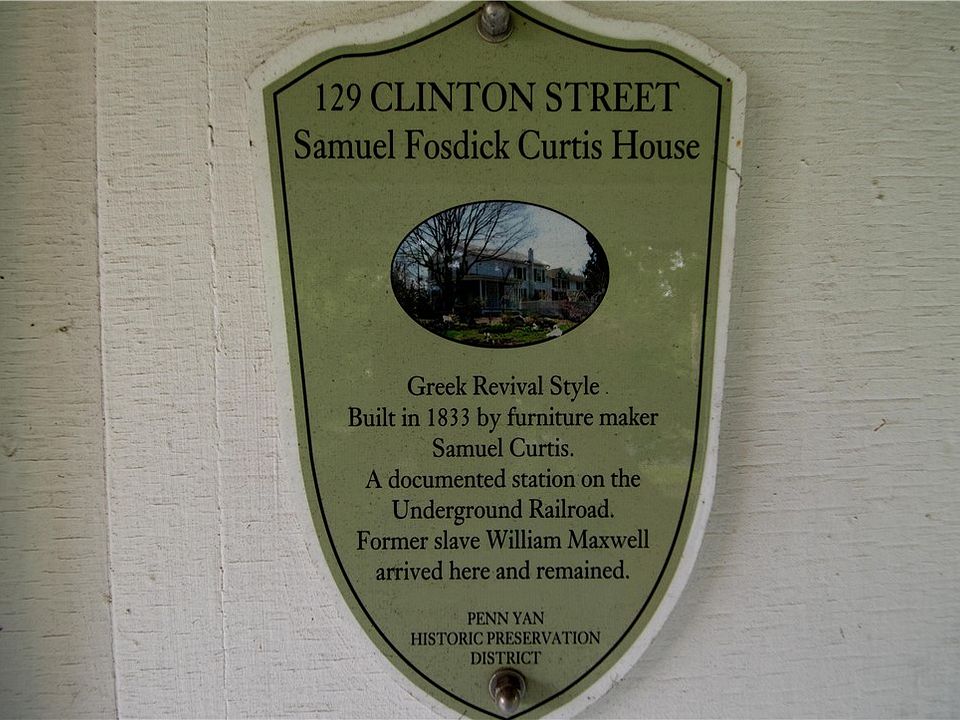 129 CLINTON STREET
Samuel Fosdick Curtis House
Greek Revival Style
Built in 1833 by furniture maker
Samuel Curtis.
A documented station on the
Underground Railroad.
Former slave William Maxwell
arrived here and remained.
PENN YAN
HISTORIC PRESERVATION
DISTRICT